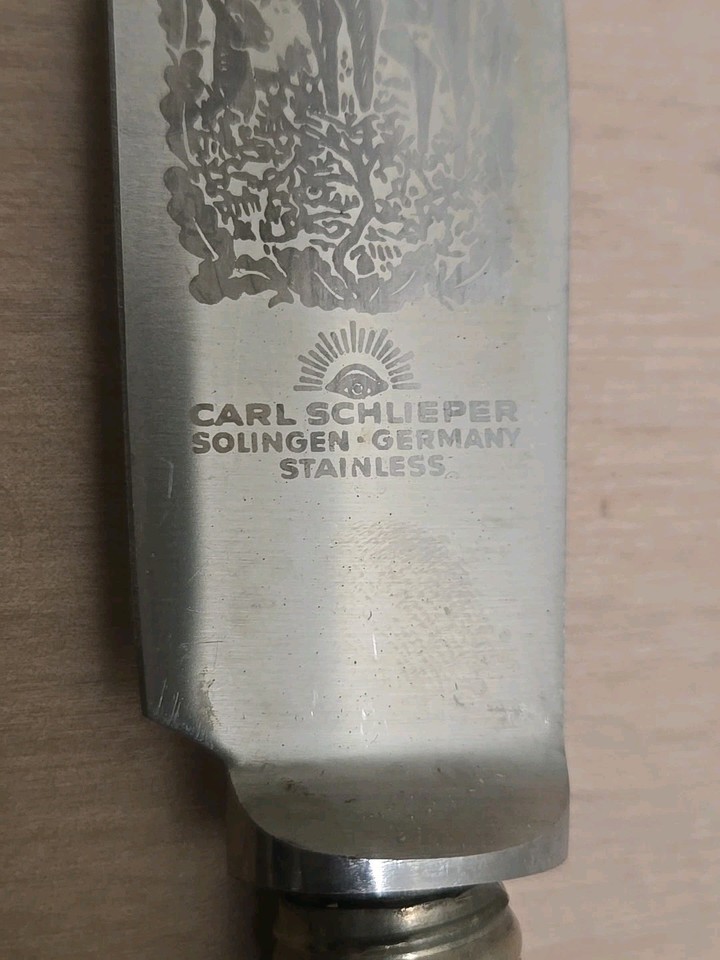 CARL SCHLIEPER
SOLINGEN · GERMANY
STAINLESS